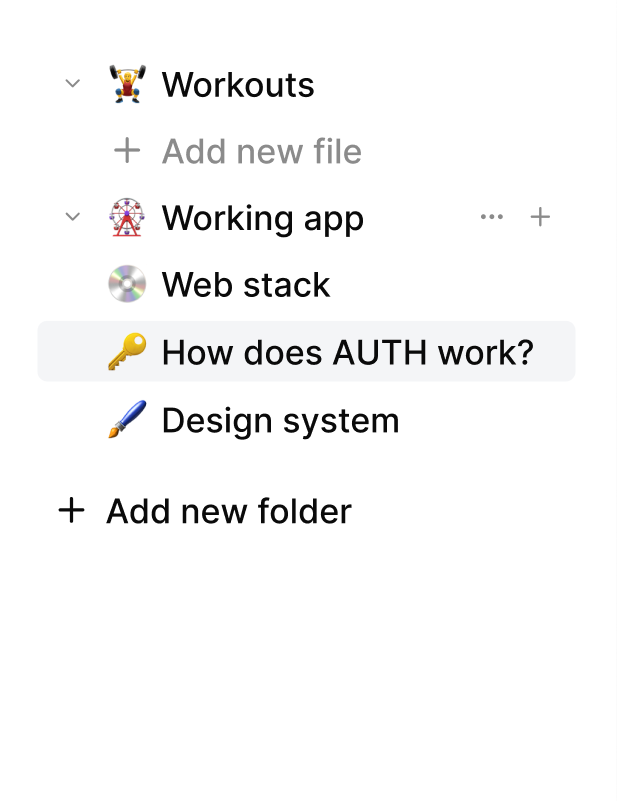 Workouts
Add new file
Working app
Web stack
How does AUTH work?
Design system
Add new folder